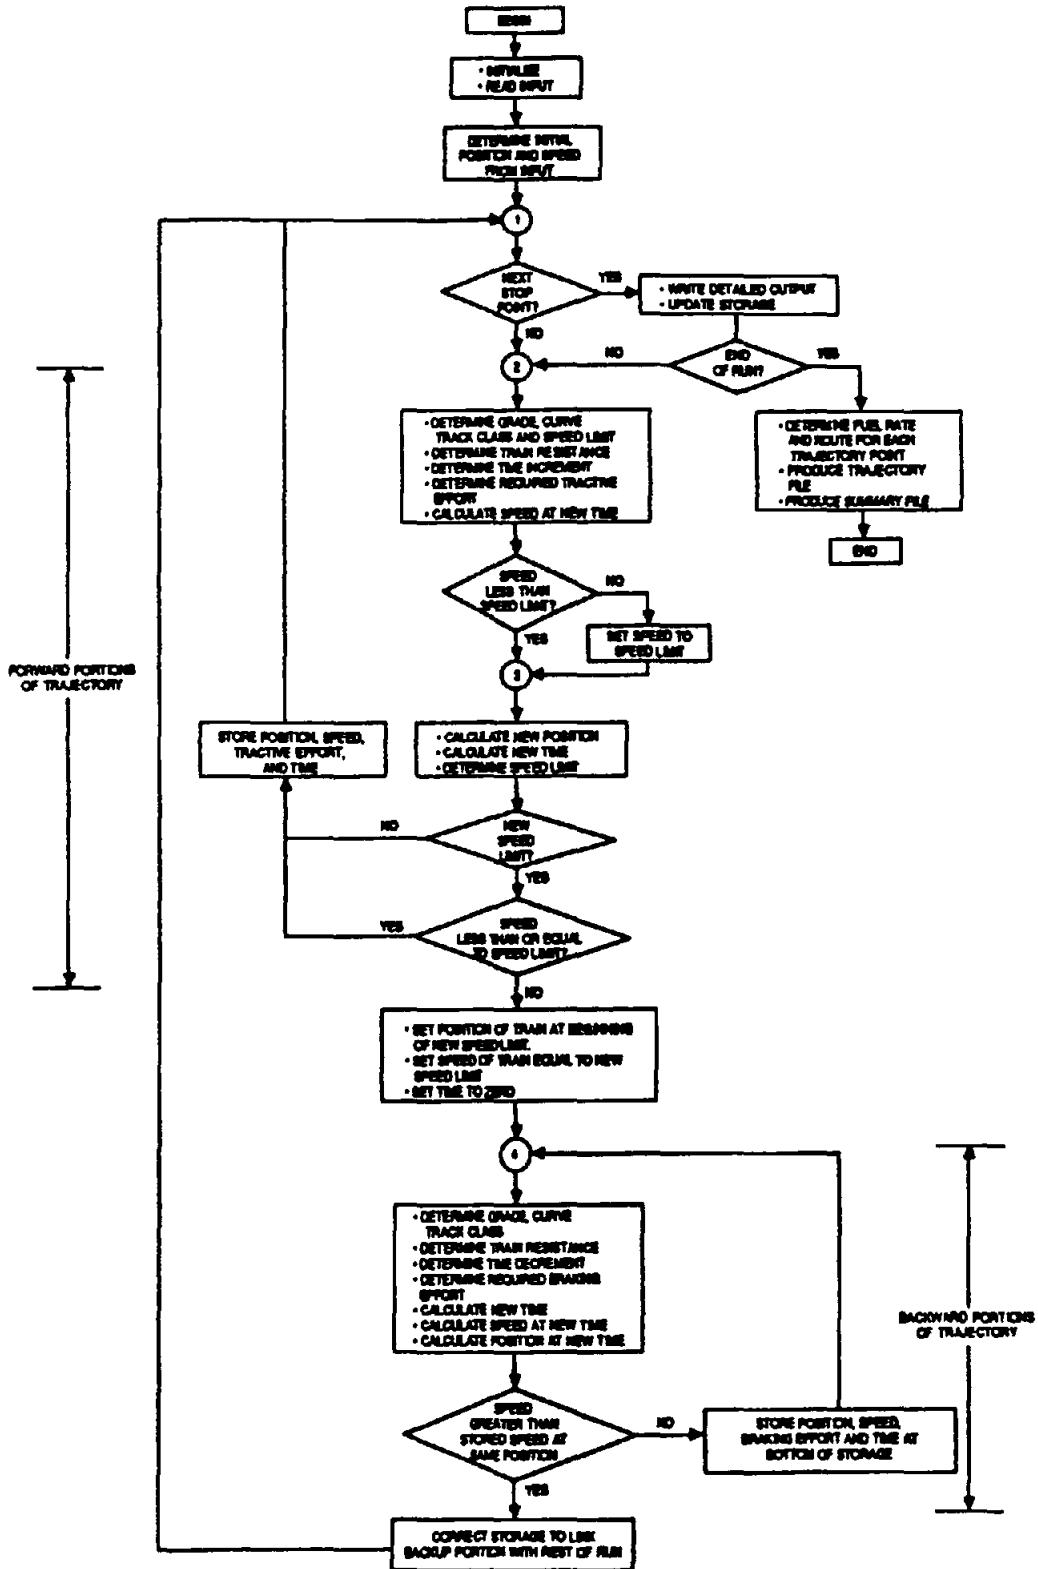 BEGIN
• INITIALIZE
• READ INPUT
DETERMINE INITIAL
POSITION AND SPEED
FROM INPUT
1
NEXT
STOP
POINT?
YES
• WRITE DETAILED OUTPUT
• UPDATE STORAGE
NO
2
NO
END
OF RUN?
YES
• DETERMINE GRADE, CURVE
TRACK CLASS AND SPEED LIMIT
• DETERMINE TRAIN RESISTANCE
• DETERMINE TIME INCREMENT
• DETERMINE REQUIRED TRACTIVE
EFFORT
• CALCULATE SPEED AT NEW TIME
• DETERMINE FUEL RATE
AND ROUTE FOR EACH
TRAJECTORY POINT
• PRODUCE TRAJECTORY
FILE
• PRODUCE SUMMARY FILE
END
SPEED
LESS THAN
SPEED LIMIT?
NO
YES
SET SPEED TO
SPEED LIMIT
3
FORWARD PORTIONS
OF TRAJECTORY
STORE POSITION, SPEED,
TRACTIVE EFFORT,
AND TIME
• CALCULATE NEW POSITION
• CALCULATE NEW TIME
• DETERMINE SPEED LIMIT
NO
NEW
SPEED
LIMIT?
YES
YES
SPEED
LESS THAN OR EQUAL
TO SPEED LIMIT?
NO
• SET POSITION OF TRAIN AT BEGINNING
OF NEW SPEED LIMIT.
• SET SPEED OF TRAIN EQUAL TO NEW
SPEED LIMIT
• SET TIME TO ZERO
4
• DETERMINE GRADE, CURVE
TRACK CLASS
• DETERMINE TRAIN RESISTANCE
• DETERMINE TIME DECREMENT
• DETERMINE REQUIRED BRAKING
EFFORT
• CALCULATE NEW TIME
• CALCULATE SPEED AT NEW TIME
• CALCULATE POSITION AT NEW TIME
BACKWARD PORTIONS
OF TRAJECTORY
SPEED
GREATER THAN
STORED SPEED AT
SAME POSITION
NO
STORE POSITION, SPEED,
BRAKING EFFORT AND TIME AT
BOTTOM OF STORAGE
YES
CORRECT STORAGE TO LINK
BACKUP PORTION WITH REST OF RUN